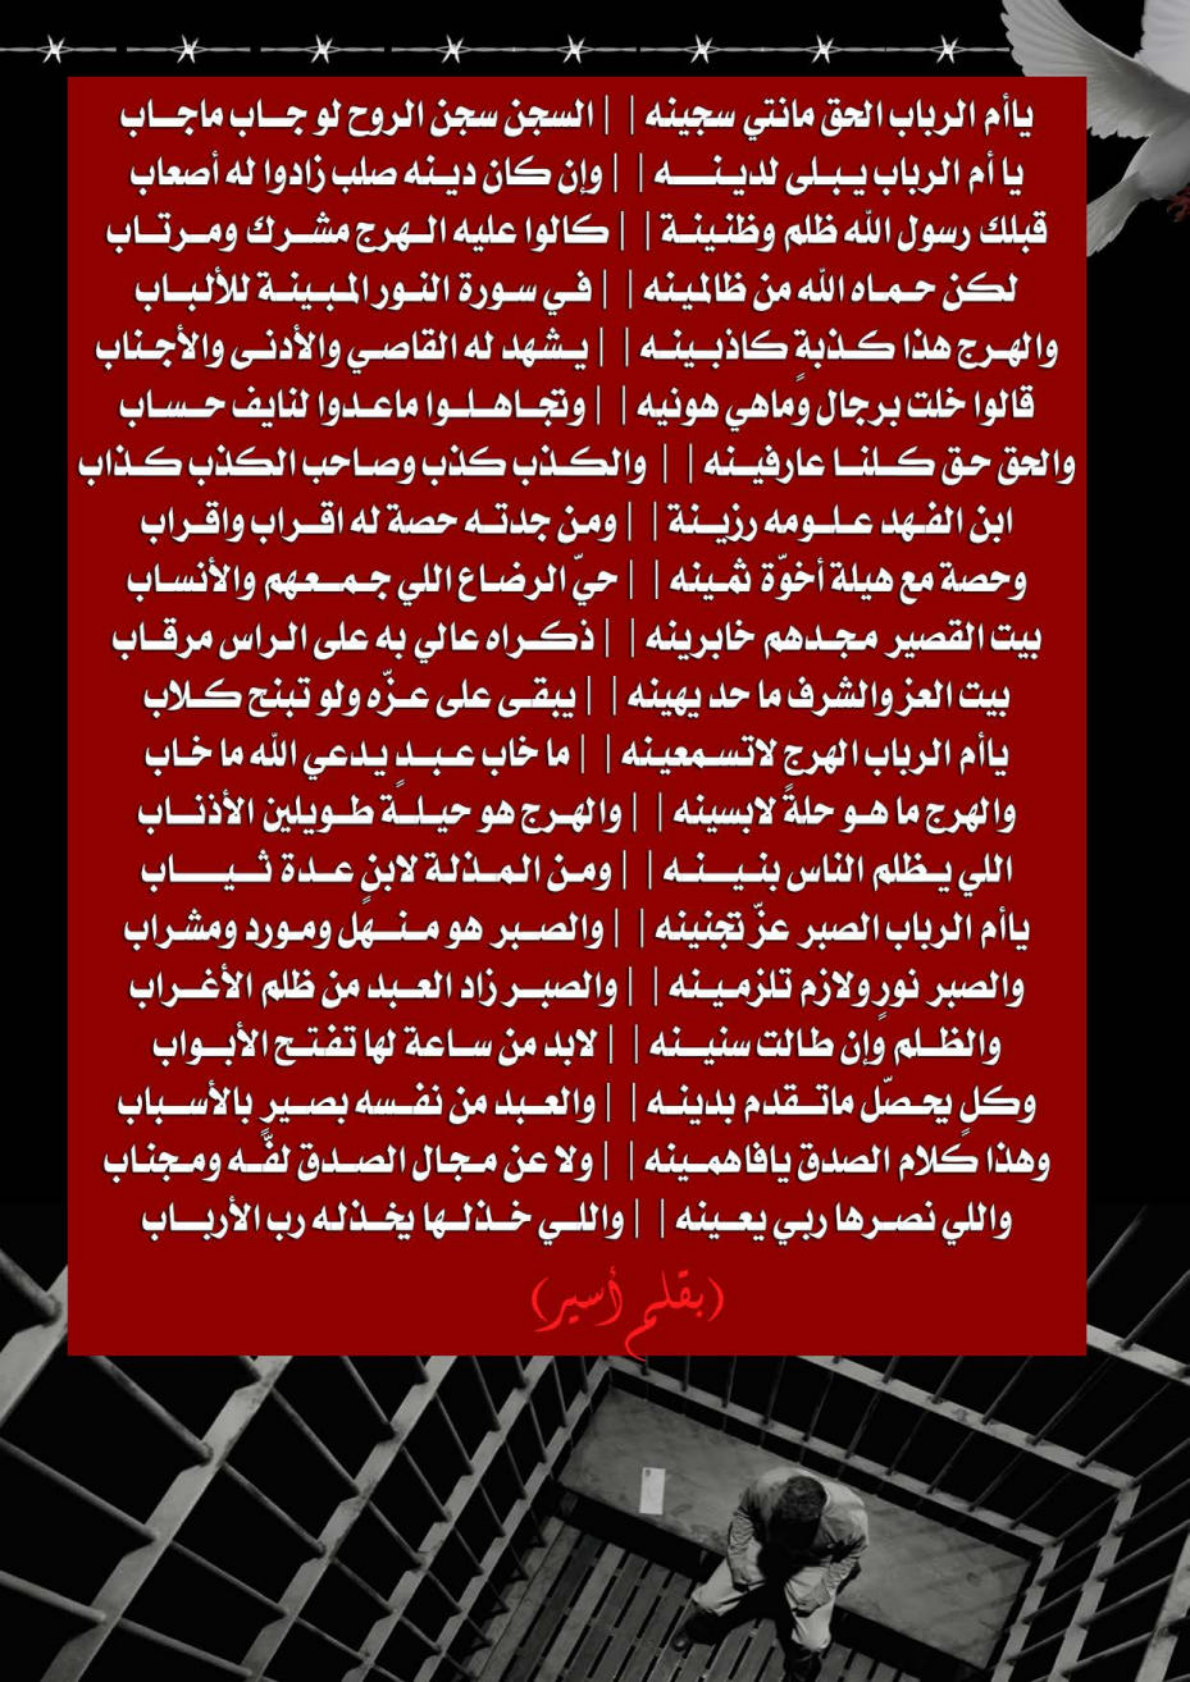 ياأم الرباب الحق مانتي سجينه || السجن سجن الروح لو جاب ماجاب
يا أم الرباب يبلى لدينه || وإن كان دينه صلب زادوا له أصعاب
قبلك رسول الله ظلم وظنينة || كالوا عليه الهرج مشرك ومرتاب
لكن حماه الله من ظالمينه || في سورة النور المبينة للألباب
والهرج هذا كذبةٍ كاذبينه || يشهد له القاصي والأدنى والأجناب
قالوا خلت برجال وماهي هونيه || وتجاهلوا ماعدوا لنايف حساب
والحق حق كلنا عارفينه || والكذب كذب وصاحب الكذب كذاب
ابن الفهد علومه رزينة || ومن جدته حصة له اقراب واقراب
وحصة مع هيلة أخوّة ثمينه || حيّ الرضاع اللي جمعهم والأنساب
بيت القصير مجدهم خابرينه || ذكراه عالي به على الراس مرقاب
بيت العز والشرف ما حد يهينه || يبقى على عزّه ولو تبنح كلاب
ياأم الرباب الهرج لاتسمعينه || ما خاب عبدٍ يدعي الله ما خاب
والهرج ما هو حلةً لابسينه || والهرج هو حيلةً طويلين الأذناب
اللي يظلم الناس بنينه || ومن المذلة لابنٍ عدة ثياب
ياأم الرباب الصبر عزّ تجنينه || والصبر هو منهل ومورد ومشراب
والصبر نورٍ ولازم تلزمينه || والصبر زاد العبد من ظلم الأغراب
والظلم وإن طالت سنينه || لابد من ساعة لها تفتح الأبواب
وكلٍ يحصّل ماتقدم بدينه || والعبد من نفسه بصيرٍ بالأسباب
وهذا كلام الصدق يافاهمينه || ولا عن مجال الصدق لفّه ومجناب
واللي نصرها ربي يعينه || واللي خذلها يخذله رب الأرباب
(بقلم أسير)